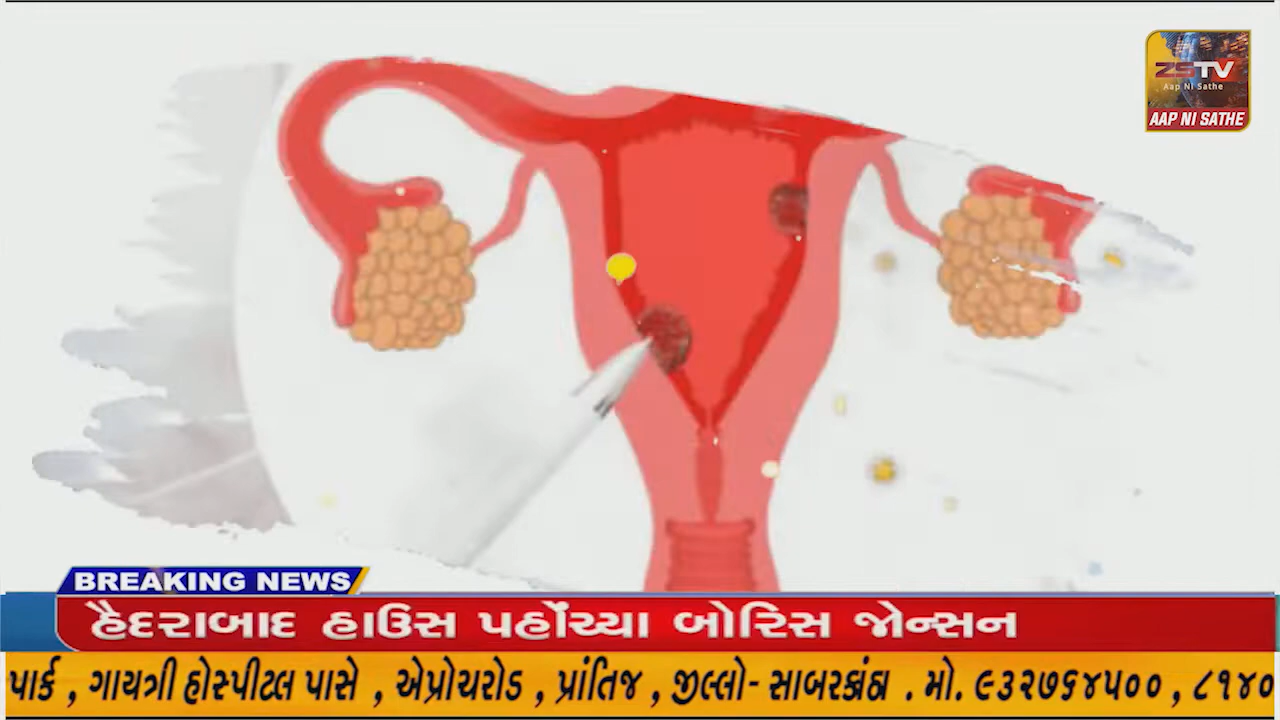 ZSTV
Aap Ni Sathe
AAP NI SATHE
BREAKING NEWS
હૈદરાબાદ હાઉસ પહોંચ્યા બોરિસ જોન્સન
પાર્ક , ગાયત્રી હોસ્પીટલ પાસે , એપ્રોચરોડ , પ્રાંતિજ , જીલ્લો- સાબરકાંઠા . મો. ૯૩૨૭૬૪૫૦૦ , ૮૧૪૦